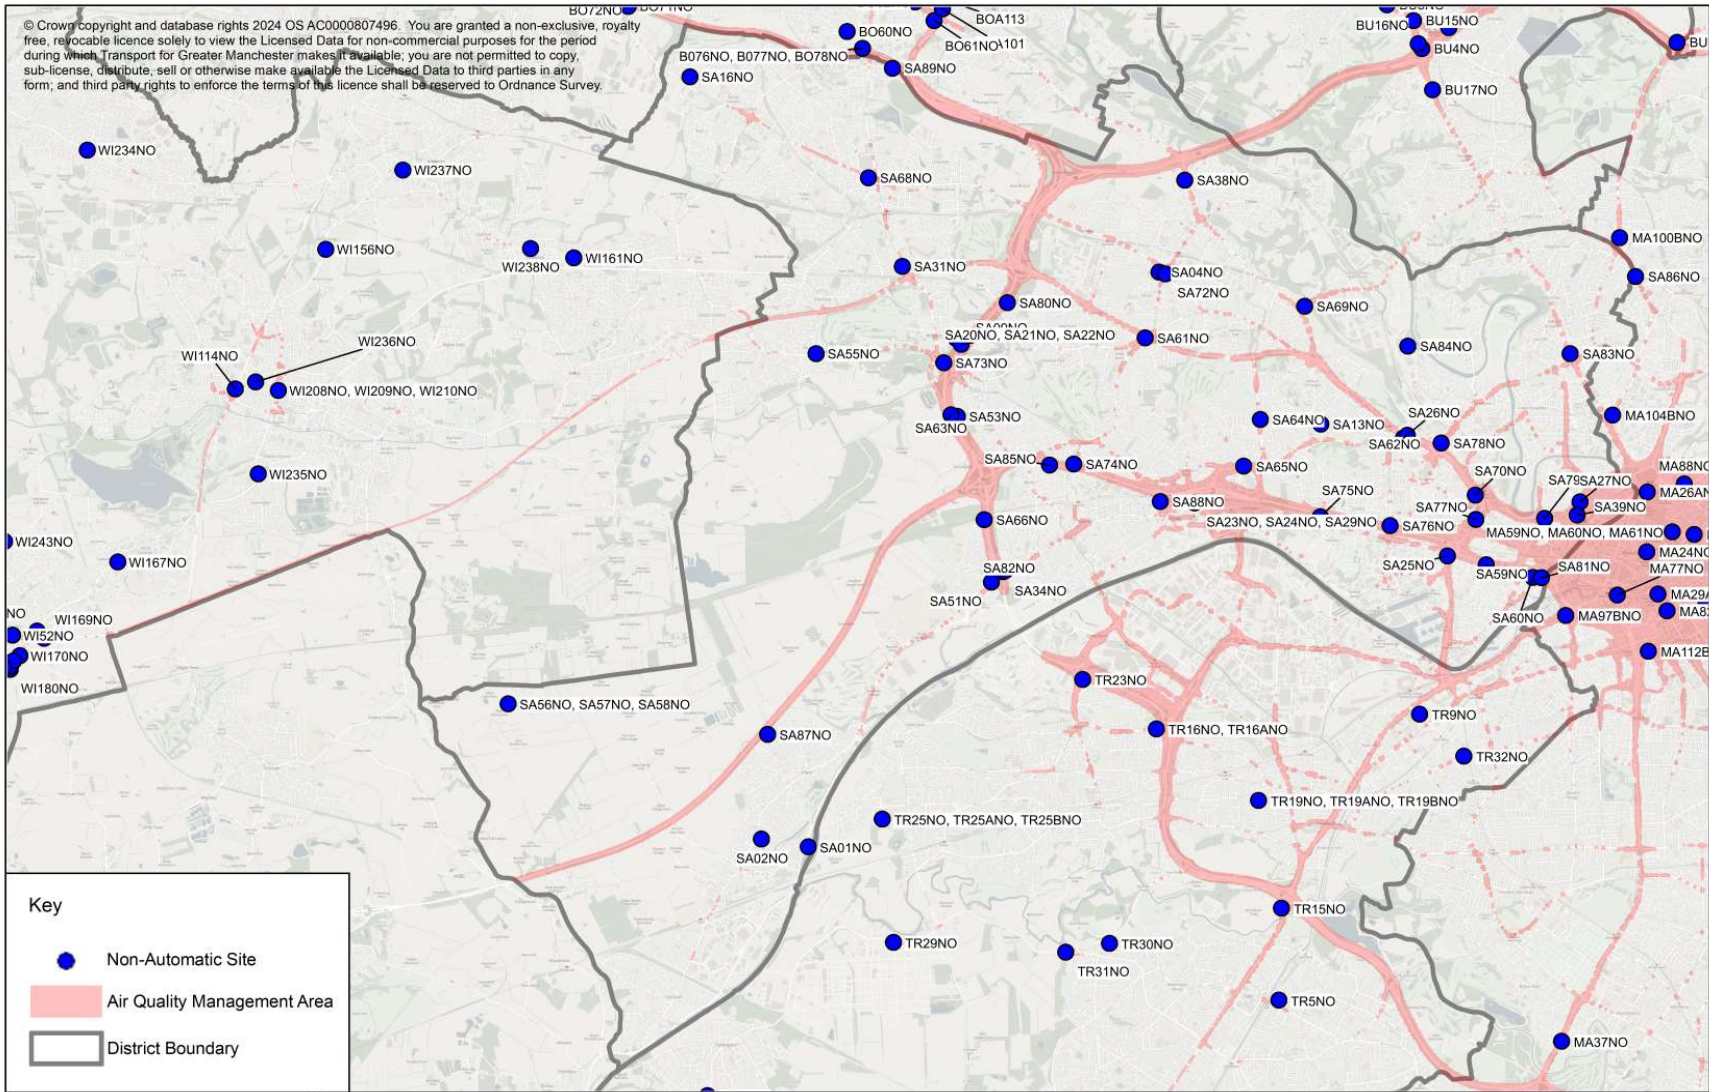 © Crown copyright and database rights 2024 OS AC0000807496.  You are granted a non-exclusive, royalty
free, revocable licence solely to view the Licensed Data for non-commercial purposes for the period
during which Transport for Greater Manchester makes it available; you are not permitted to copy,
sub-license, distribute, sell or otherwise make available the Licensed Data to third parties in any
form; and third party rights to enforce the terms of this licence shall be reserved to Ordnance Survey.
BO60NO
BOA113
A101
BO61NO
B076NO, B077NO, BO78NO
SA89NO
SA16NO
BU16NO
BU15NO
BU4NO
BU17NO
WI234NO
WI237NO
SA68NO
SA38NO
WI156NO
WI238NO
WI161NO
SA31NO
SA04NO
SA72NO
MA100BNO
SA86NO
SA80NO
SA69NO
SA20NO, SA21NO, SA22NO
SA61NO
SA84NO
SA83NO
WI236NO
WI114NO
SA55NO
SA73NO
WI208NO, WI209NO, WI210NO
SA53NO
SA63NO
SA64NO
SA13NO
SA26NO
SA62NO
SA78NO
MA104BNO
SA85NO
SA74NO
SA65NO
SA70NO
MA88NO
WI235NO
SA88NO
SA75NO
SA77NO
SA79
SA27NO
SA39NO
MA26AN
SA66NO
SA23NO, SA24NO, SA29NO
SA76NO
MA59NO, MA60NO, MA61NO
WI243NO
WI167NO
SA82NO
SA51NO
SA34NO
SA25NO
SA59NO
SA81NO
MA24NO
MA77NO
SA60NO
MA97BNO
MA29A
WI169NO
WI52NO
WI170NO
WI180NO
MA112B
TR23NO
SA56NO, SA57NO, SA58NO
SA87NO
TR16NO, TR16ANO
TR9NO
TR32NO
TR19NO, TR19ANO, TR19BNO
TR25NO, TR25ANO, TR25BNO
SA02NO
SA01NO
TR15NO
TR29NO
TR30NO
TR31NO
TR5NO
MA37NO
Key
Non-Automatic Site
Air Quality Management Area
District Boundary